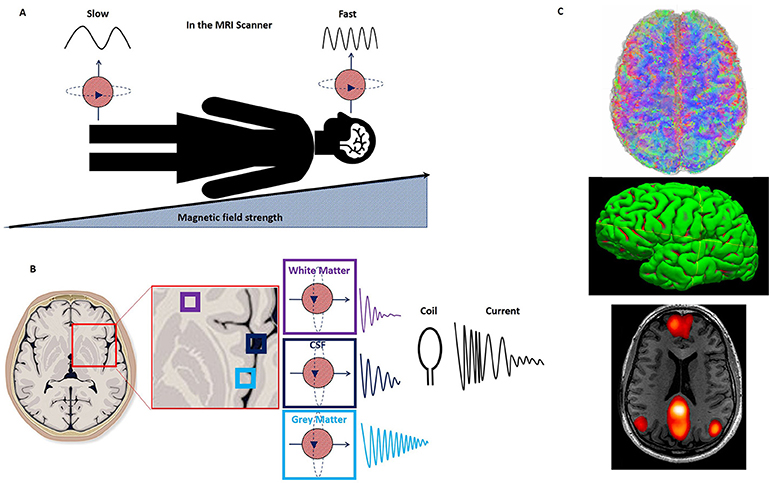 A
Slow
In the MRI Scanner
Fast
Magnetic field strength
B
White Matter
CSF
Grey Matter
Coil
Current
C